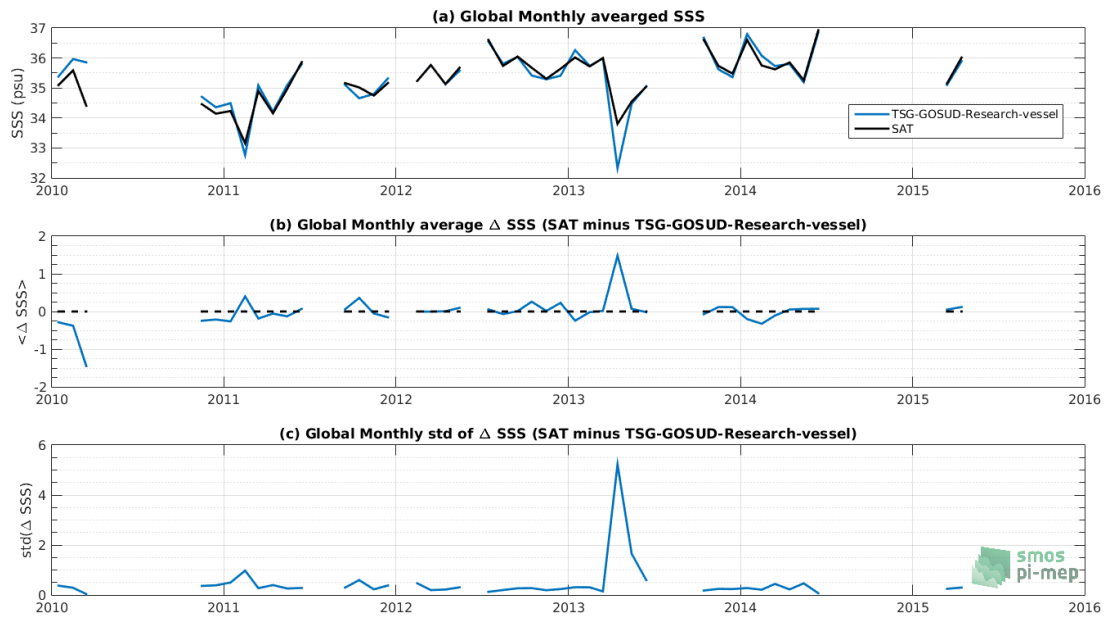 (a) Global Monthly avearged SSS
37
36
35
34
33
32
SSS (psu)
TSG-GOSUD-Research-vessel
SAT
2010 2011 2012 2013 2014 2015 2016
(b) Global Monthly average Δ SSS (SAT minus TSG-GOSUD-Research-vessel)
2
1
0
-1
-2
<Δ SSS>
2010 2011 2012 2013 2014 2015 2016
(c) Global Monthly std of Δ SSS (SAT minus TSG-GOSUD-Research-vessel)
6
4
2
0
std(Δ SSS)
smos
pi-mep
2010 2011 2012 2013 2014 2015 2016